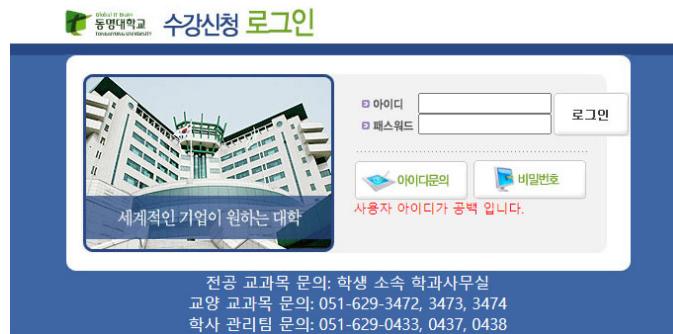 Global IT Brain
동명대학교
TONGMYONG UNIVERSITY
수강신청 로그인
아이디
패스워드
로그인
아이디문의
비밀번호
사용자 아이디가 공백 입니다.
세계적인 기업이 원하는 대학
전공 교과목 문의: 학생 소속 학과사무실
교양 교과목 문의: 051-629-3472, 3473, 3474
학사 관리팀 문의: 051-629-0433, 0437, 0438